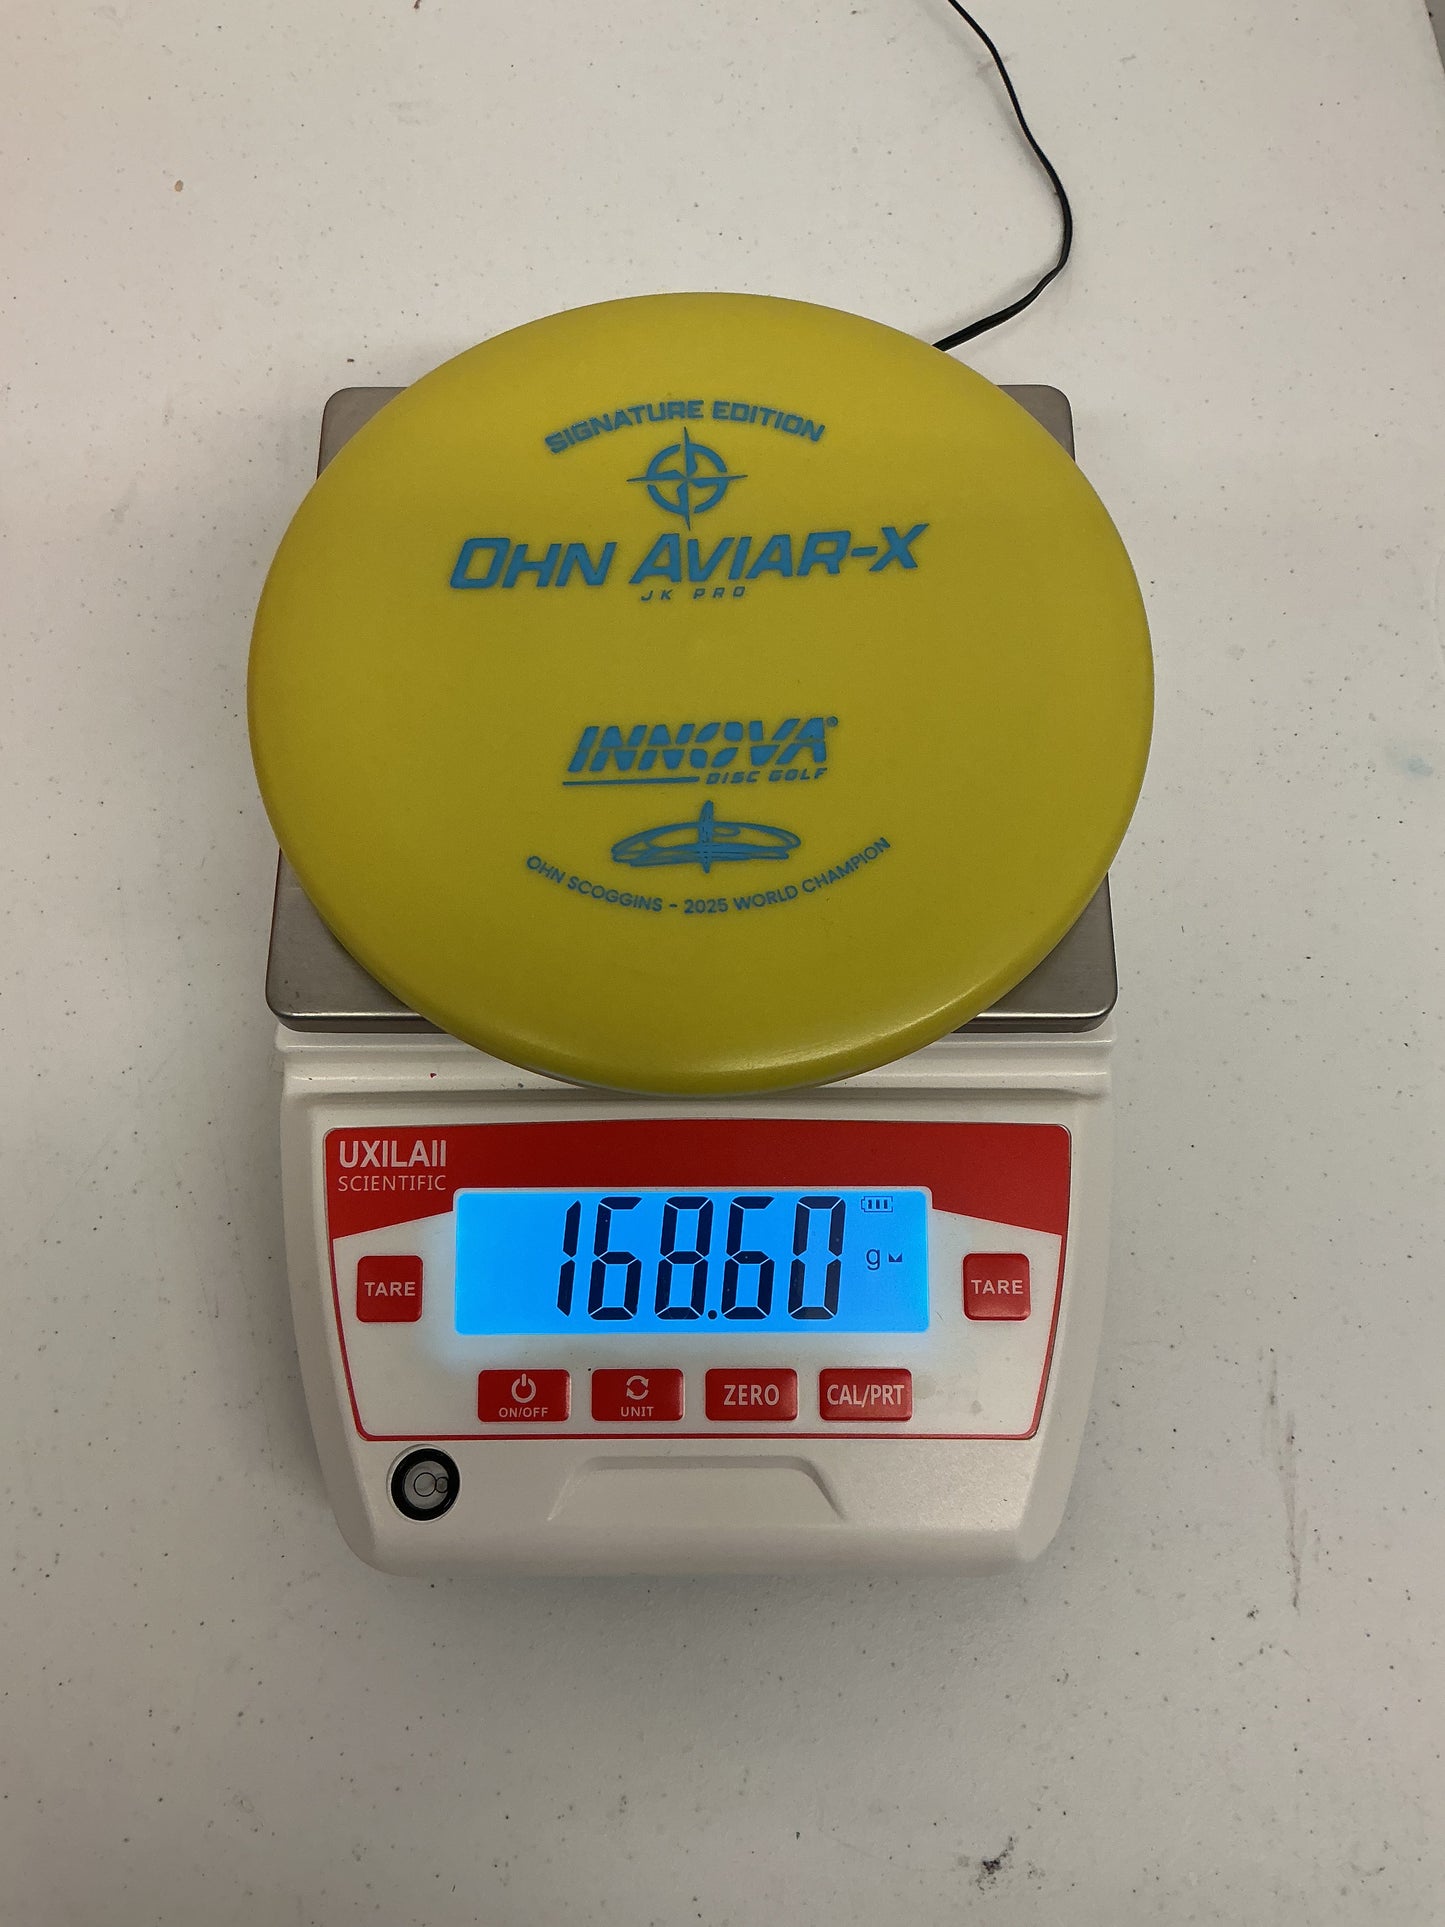 SIGNATURE EDITION
OHN AVIAR-X
JK PRO
INNOVA®
DISC GOLF
OHN SCOGGINS - 2025 WORLD CHAMPION
UXILAII
SCIENTIFIC
168.60 g
TARE
TARE
ON/OFF
UNIT
ZERO
CAL/PRT